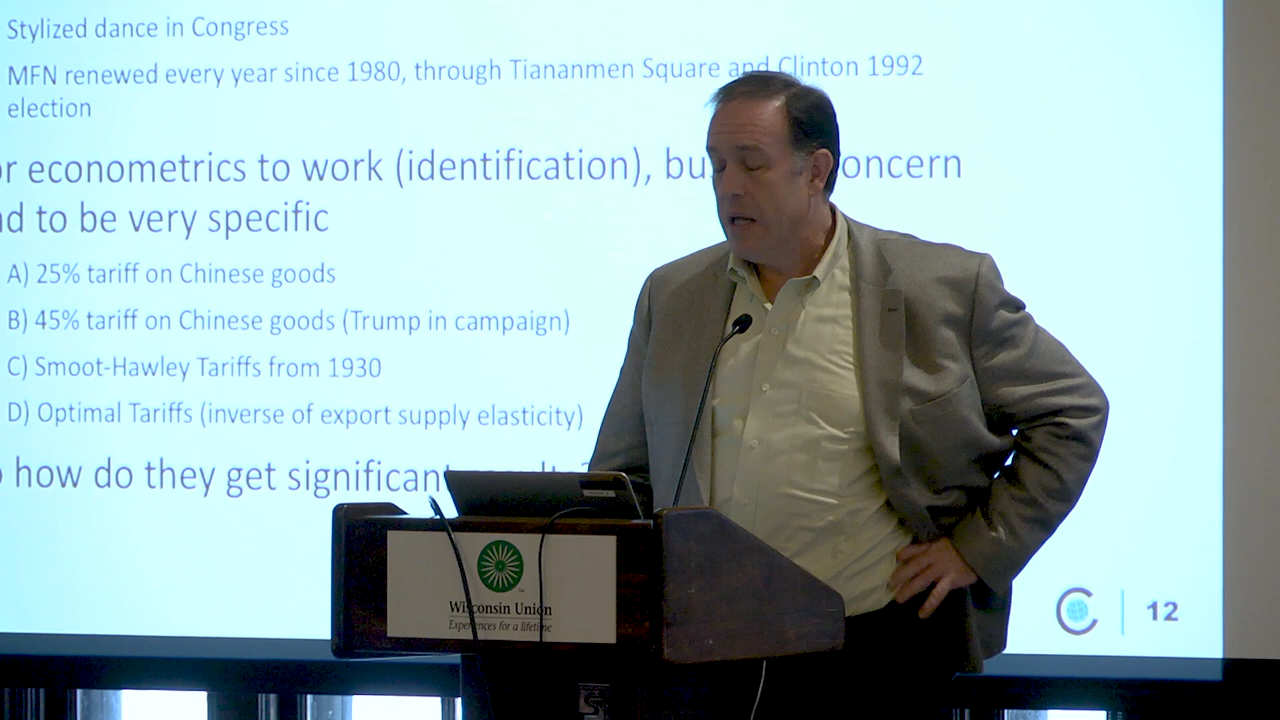 Stylized dance in Congress
MFN renewed every year since 1980, through Tiananmen Square and Clinton 1992
election
r econometrics to work (identification), bu oncern
d to be very specific
A) 25% tariff on Chinese goods
B) 45% tariff on Chinese goods (Trump in campaign)
C) Smoot-Hawley Tariffs from 1930
D) Optimal Tariffs (inverse of export supply elasticity)
how do they get significant
Wisconsin Union
Experiences for a lifetime
12